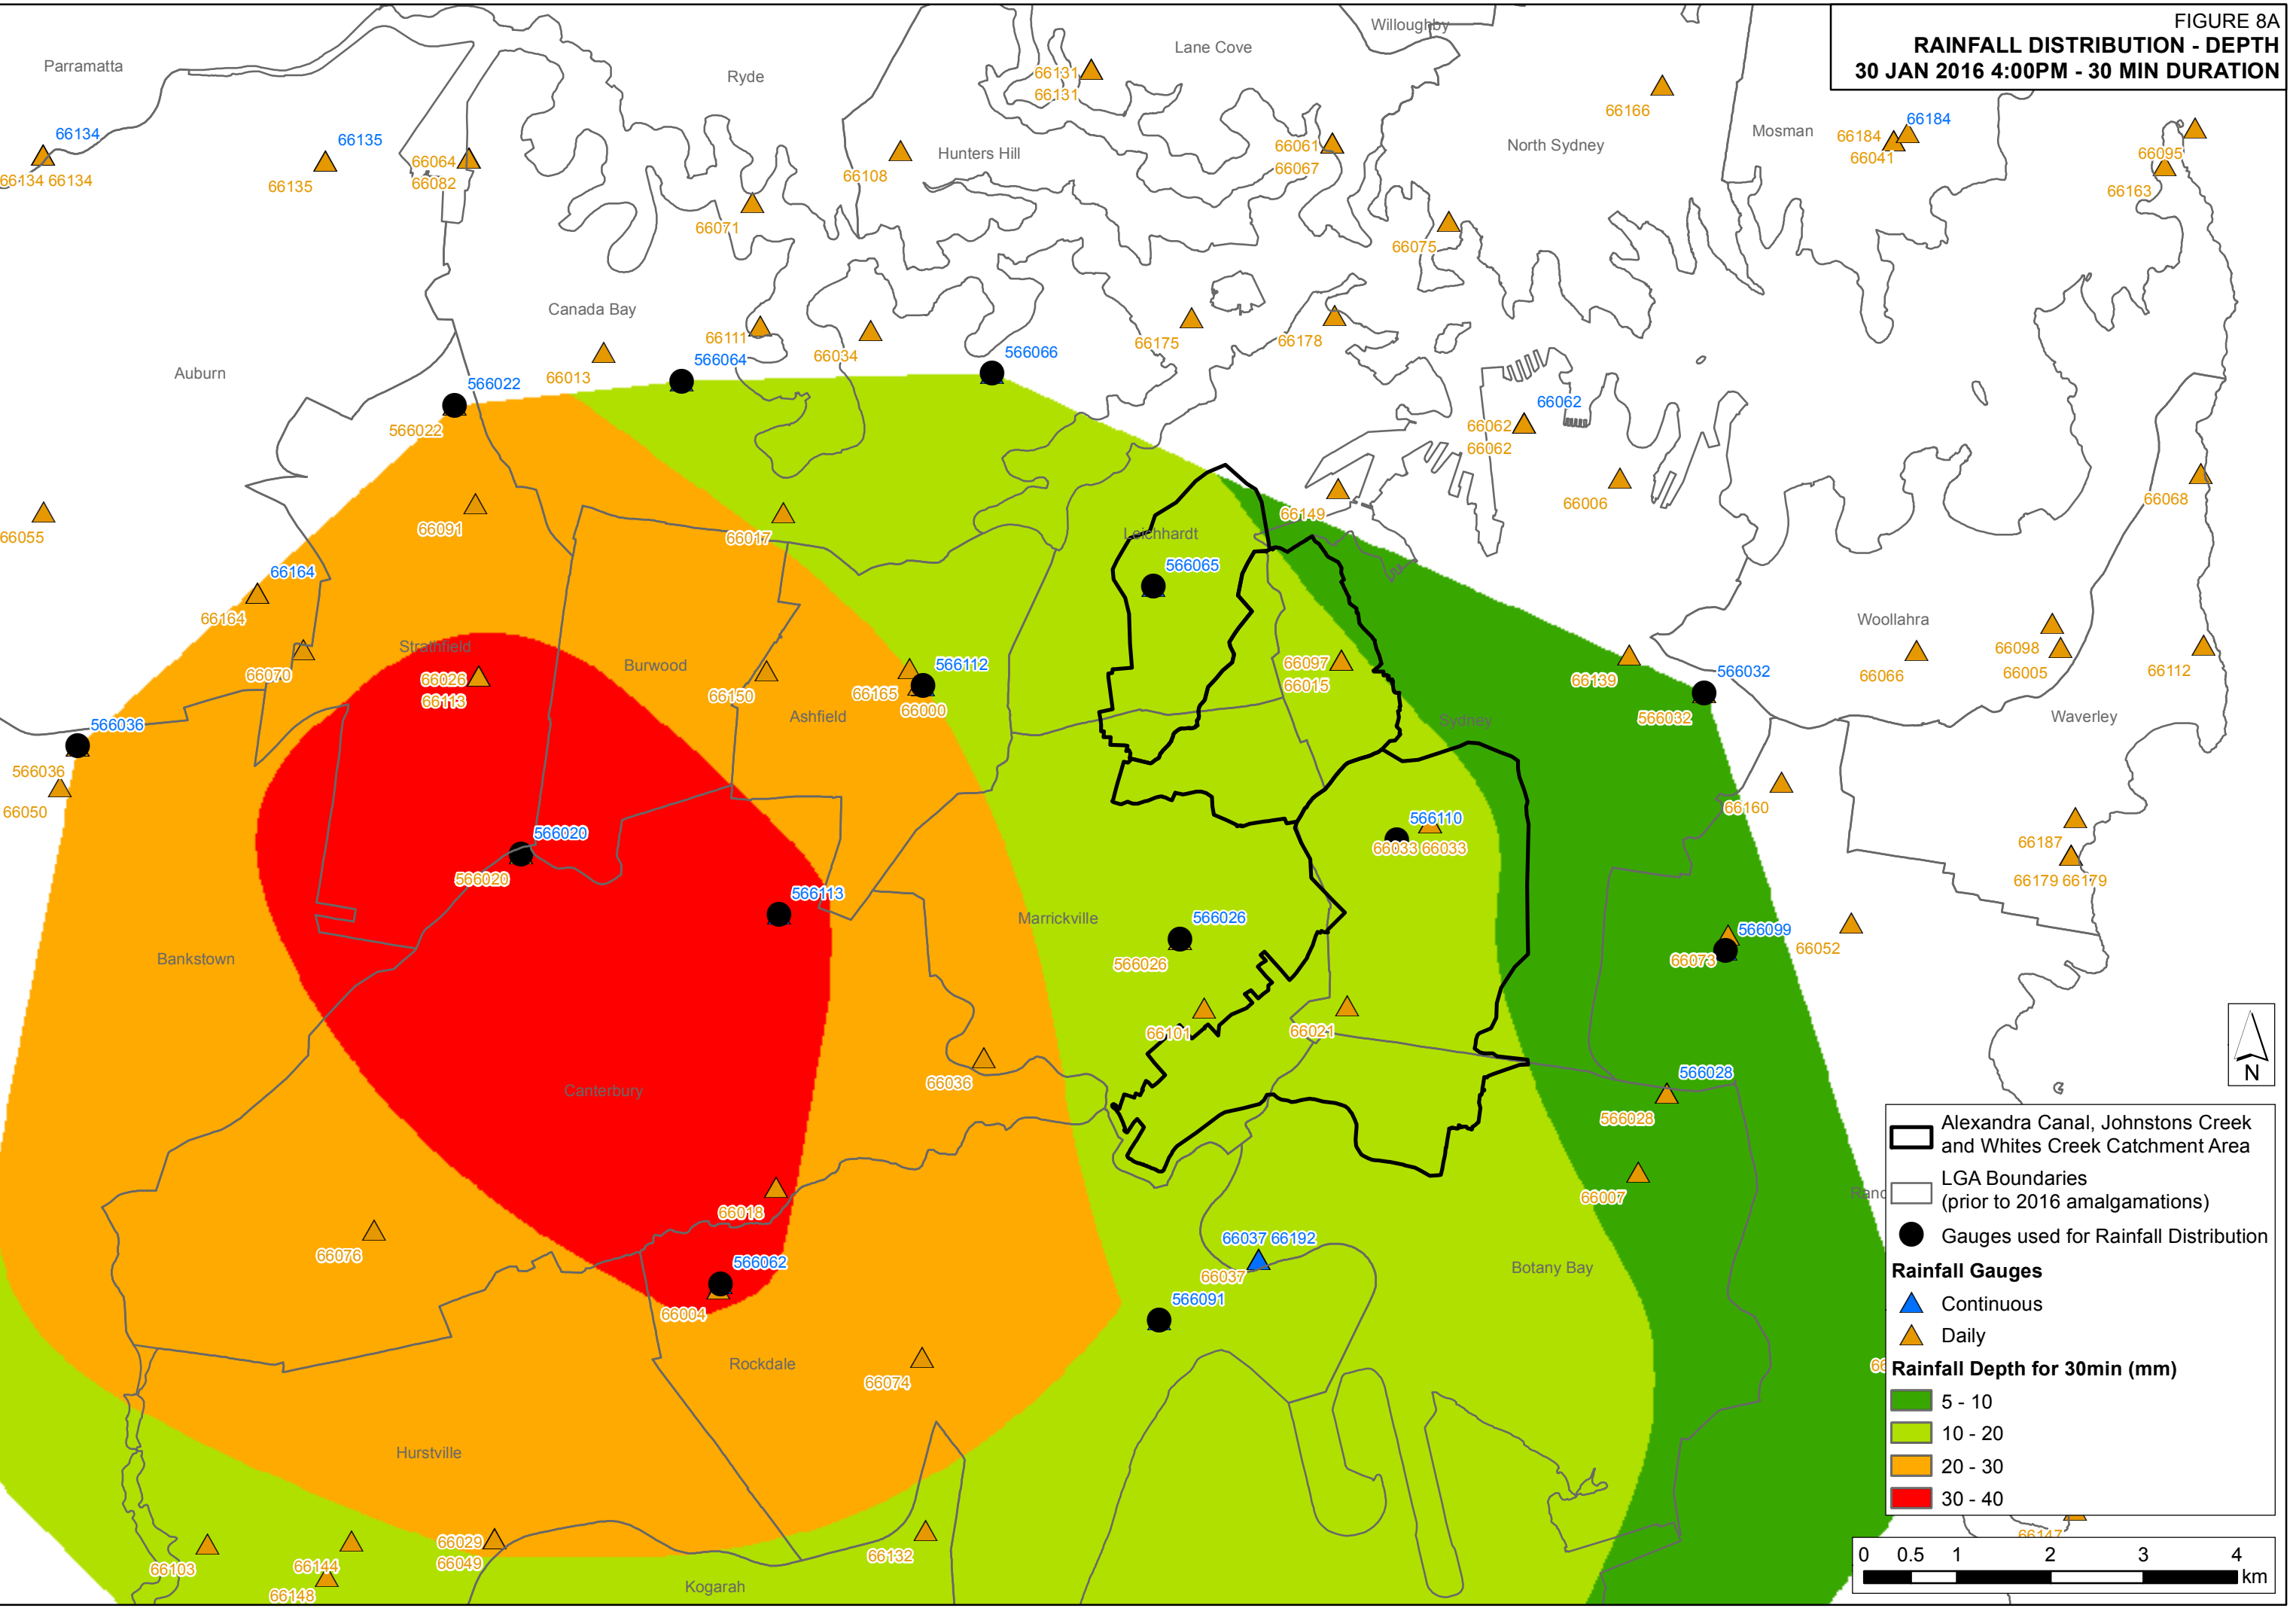 FIGURE 8A
RAINFALL DISTRIBUTION - DEPTH
30 JAN 2016 4:00PM - 30 MIN DURATION
Willoughby
Lane Cove
Parramatta
Ryde
66131
66131
66166
Mosman
66184
66184
66041
66134
66134 66134
66135
66135
66064
66082
66108
Hunters Hill
66061
66067
North Sydney
66095
66163
66071
66075
Canada Bay
66111
66034
66175
66178
566064
566066
66013
Auburn
566022
566022
66062
66062
66062
66006
66068
66091
66017
66149
66055
Leichhardt
566065
66164
66164
Strathfield
66070
66026
66113
Burwood
66150
566112
66165
66000
Ashfield
66097
66015
66139
Woollahra
66066
66098
66005
66112
566032
566032
Sydney
Waverley
566036
566036
66050
66160
566020
566020
566110
66033 66033
66187
66179 66179
566113
Marrickville
566026
566026
566099
66073
66052
Bankstown
66101
66021
66036
Canterbury
566028
566028
66018
66007
66076
566062
66004
66037 66192
66037
Botany Bay
566091
Rockdale
66074
Hurstville
66103
66144
66148
66029
66049
66132
Kogarah
66147
N
Alexandra Canal, Johnstons Creek
and Whites Creek Catchment Area
LGA Boundaries
(prior to 2016 amalgamations)
Gauges used for Rainfall Distribution
Rainfall Gauges
Continuous
Daily
Rainfall Depth for 30min (mm)
5 - 10
10 - 20
20 - 30
30 - 40
0 0.5 1 2 3 4
km